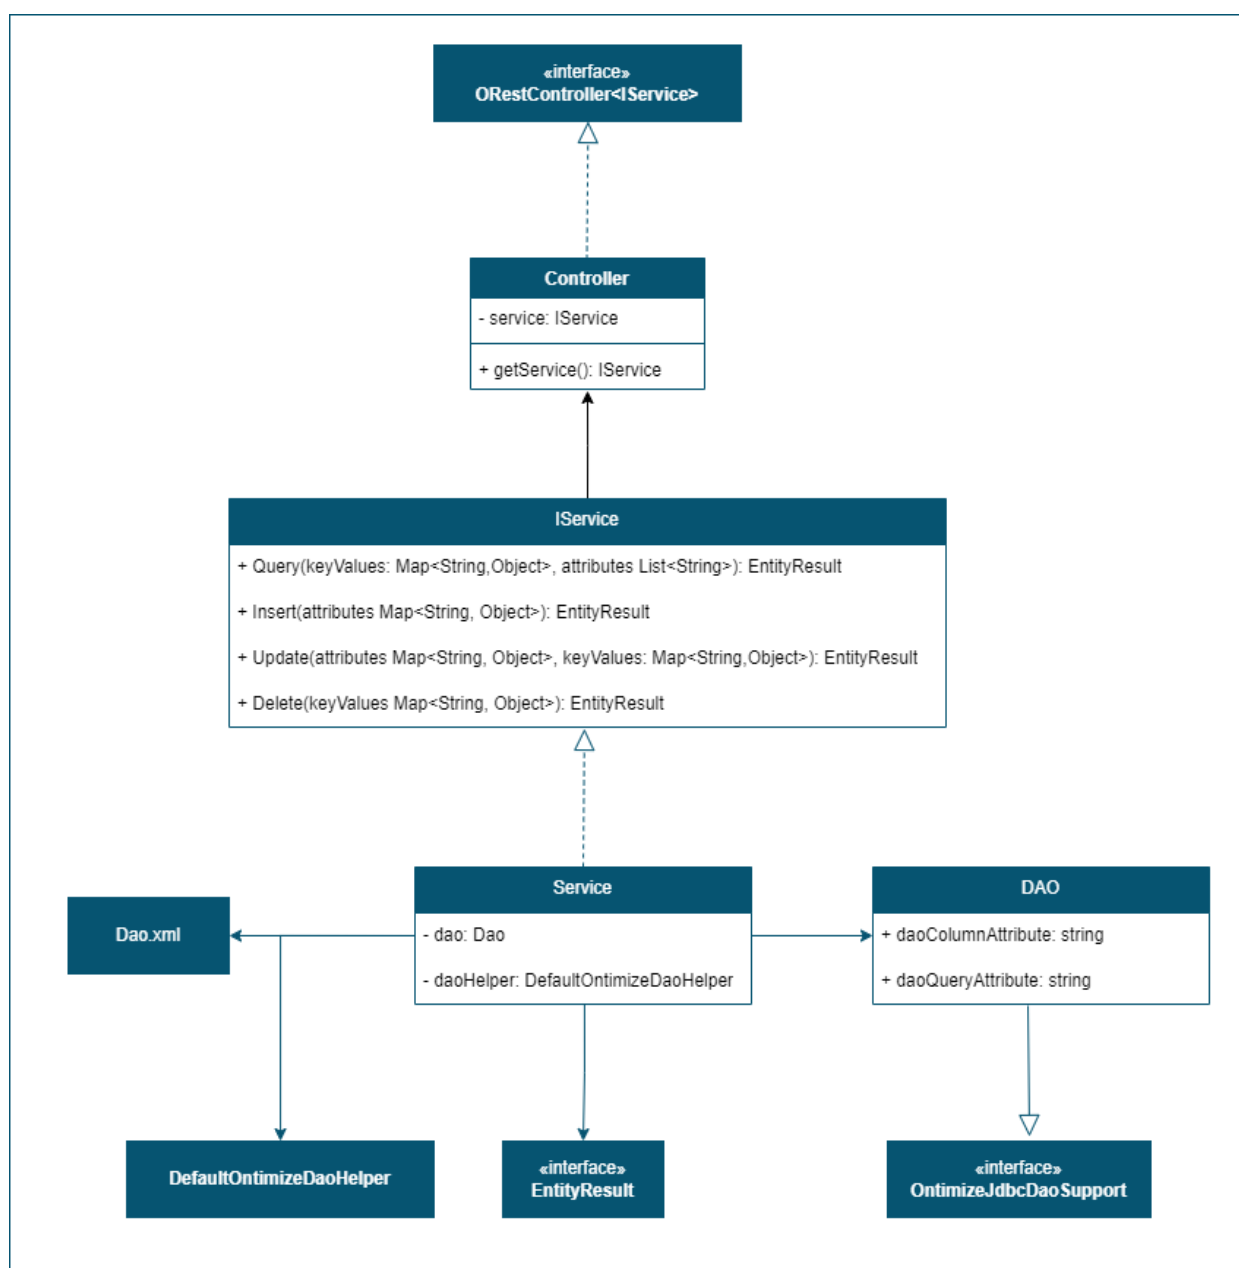 «interface»
ORestController<IService>
Controller
- service: IService
+ getService(): IService
IService
+ Query(keyValues: Map<String,Object>, attributes List<String>): EntityResult
+ Insert(attributes Map<String, Object>): EntityResult
+ Update(attributes Map<String, Object>, keyValues: Map<String,Object>): EntityResult
+ Delete(keyValues Map<String, Object>): EntityResult
Dao.xml
Service
- dao: Dao
- daoHelper: DefaultOntimizeDaoHelper
DAO
+ daoColumnAttribute: string
+ daoQueryAttribute: string
DefaultOntimizeDaoHelper
«interface»
EntityResult
«interface»
OntimizeJdbcDaoSupport